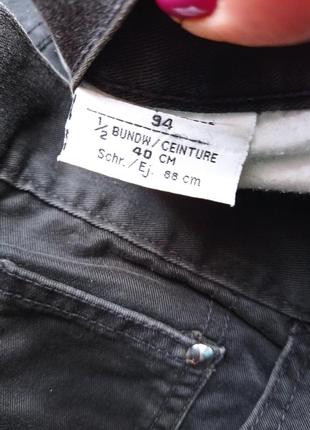 94
1/2 BUNDW/CEINTURE
40 CM
Schr./Ej. 88 cm